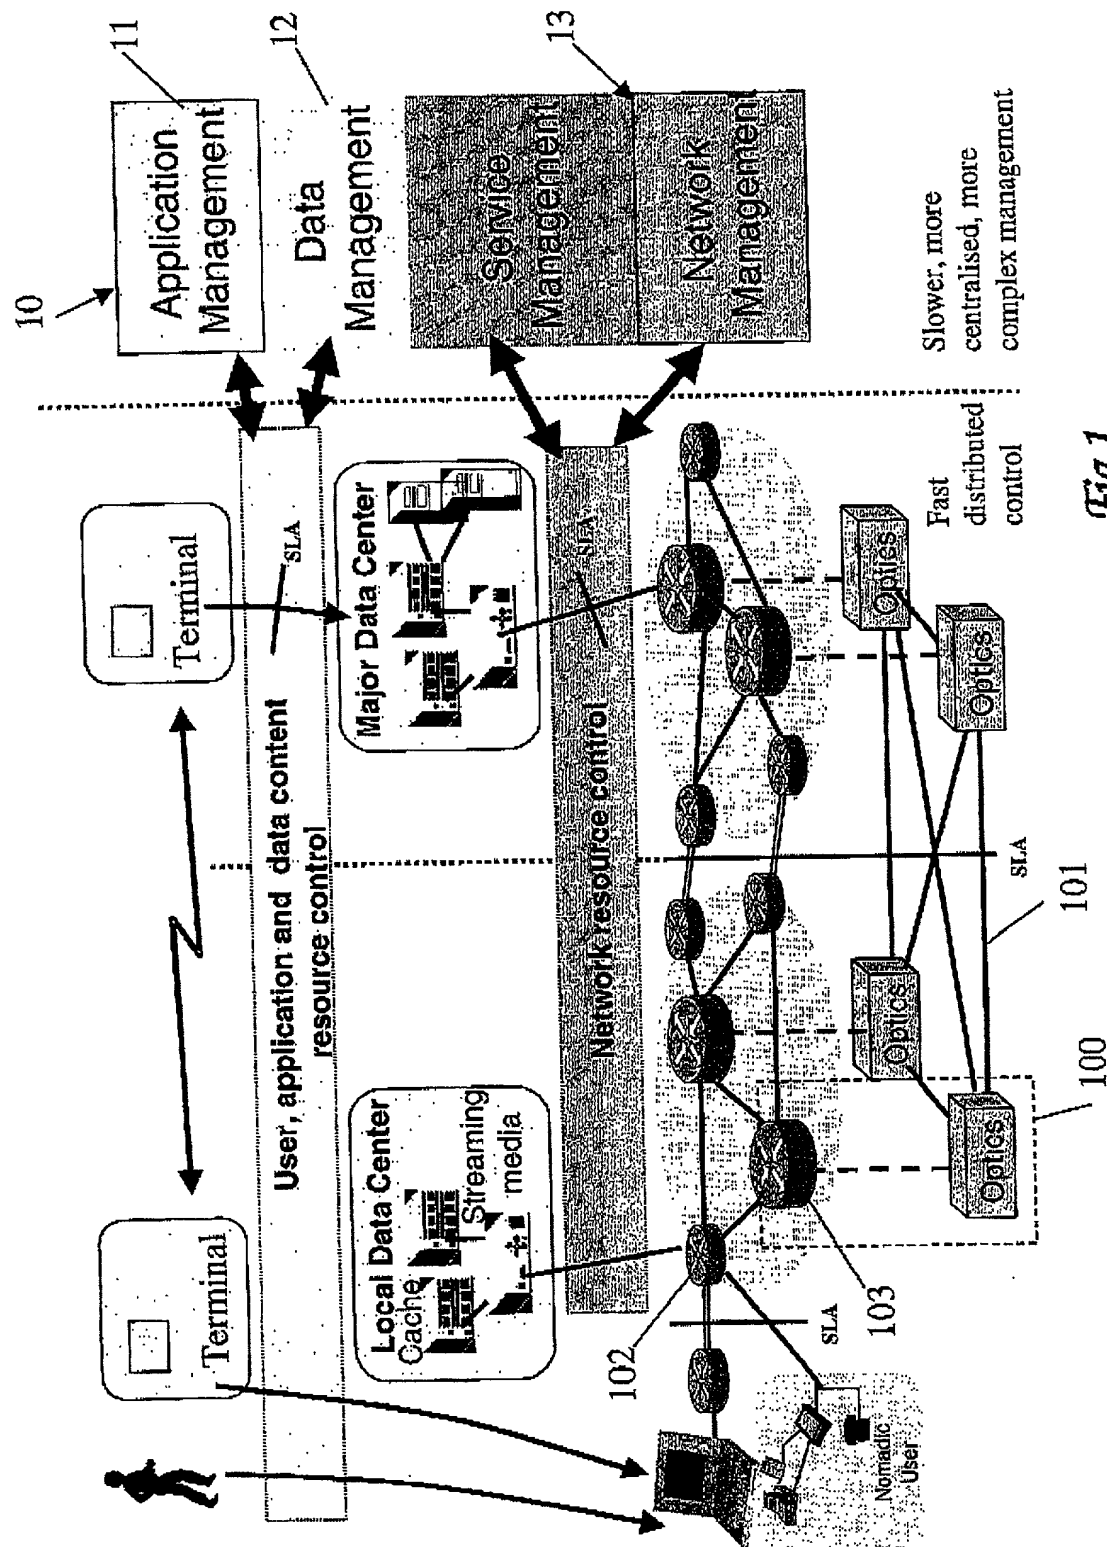 10
11
12
13
Application
Management
Data
Management
Service
Management
Network
Management
Slower, more
centralised, more
complex management
Terminal
Terminal
SLA
User, application and data content
resource control
Local Data Center
Cache
Streaming
media
Major Data Center
SLA
Network resource control
Fast
distributed
control
102
SLA
103
Nomadic
User
Optics
Optics
Optics
Optics
SLA
101
100
Fig 1